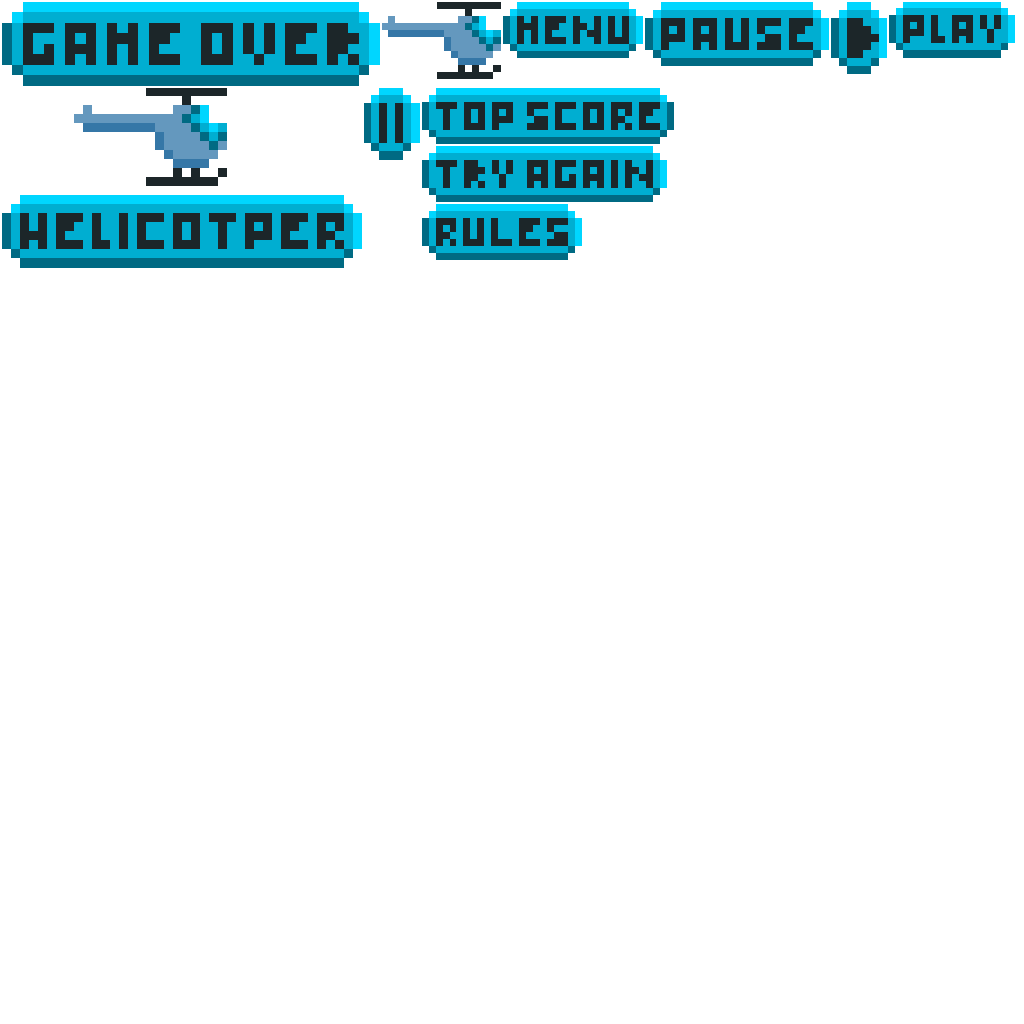 GAME OVER
MENU
PAUSE
PLAY
TOP SCORE
TRY AGAIN
HELICOTPER
RULES